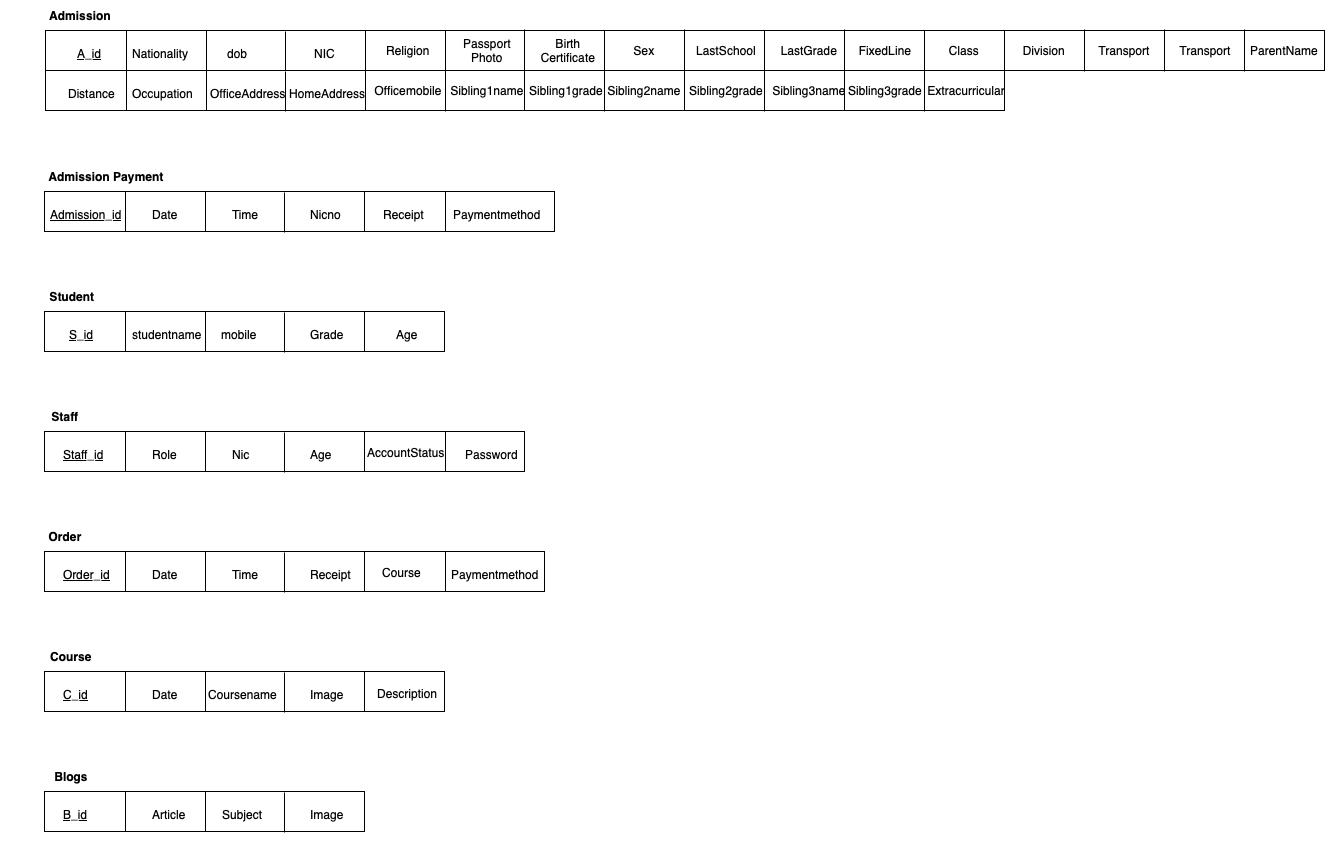 Admission
A_id Nationality dob NIC Religion Passport Photo Birth Certificate Sex LastSchool LastGrade FixedLine Class Division Transport Transport ParentName
Distance Occupation OfficeAddress HomeAddress Officemobile Sibling1name Sibling1grade Sibling2name Sibling2grade Sibling3name Sibling3grade Extracurricular
Admission Payment
Admission_id Date Time Nicno Receipt Paymentmethod
Student
S_id studentname mobile Grade Age
Staff
Staff_id Role Nic Age AccountStatus Password
Order
Order_id Date Time Receipt Course Paymentmethod
Course
C_id Date Coursename Image Description
Blogs
B_id Article Subject Image